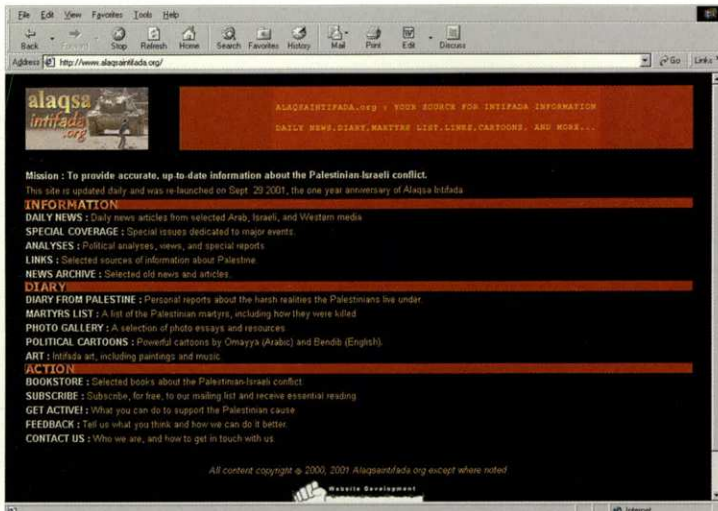 File Edit View Favorites Tools Help
Back Forward Stop Refresh Home Search Favorites History Mail Print Edit Discuss
Address http://www.alaqsaintifada.org/ Go Links
alaqsa
intifada
.org
ALAQSAINTIFADA.org : YOUR SOURCE FOR INTIFADA INFORMATION
DAILY NEWS,DIARY,MARTYRS LIST,LINKS,CARTOONS, AND MORE...
Mission : To provide accurate, up-to-date information about the Palestinian-Israeli conflict.
This site is updated daily and was re-launched on Sept. 29 2001, the one year anniversary of Alaqsa Intifada
INFORMATION
DAILY NEWS : Daily news articles from selected Arab, Israeli, and Western media
SPECIAL COVERAGE : Special issues dedicated to major events.
ANALYSES : Political analyses, views, and special reports
LINKS : Selected sources of information about Palestine.
NEWS ARCHIVE : Selected old news and articles.
DIARY
DIARY FROM PALESTINE : Personal reports about the harsh realities the Palestinians live under.
MARTYRS LIST : A list of the Palestinian martyrs, including how they were killed
PHOTO GALLERY : A selection of photo essays and resources
POLITICAL CARTOONS : Powerful cartoons by Omayya (Arabic) and Bendib (English).
ART : Intifada art, including paintings and music.
ACTION
BOOKSTORE : Selected books about the Palestinian-Israeli conflict.
SUBSCRIBE : Subscribe, for free, to our mailing list and receive essential reading
GET ACTIVE! : What you can do to support the Palestinian cause
FEEDBACK : Tell us what you think and how we can do it better.
CONTACT US : Who we are, and how to get in touch with us.
All content copyright © 2000, 2001 Alaqsaintifada.org except where noted
Website Development
Internet